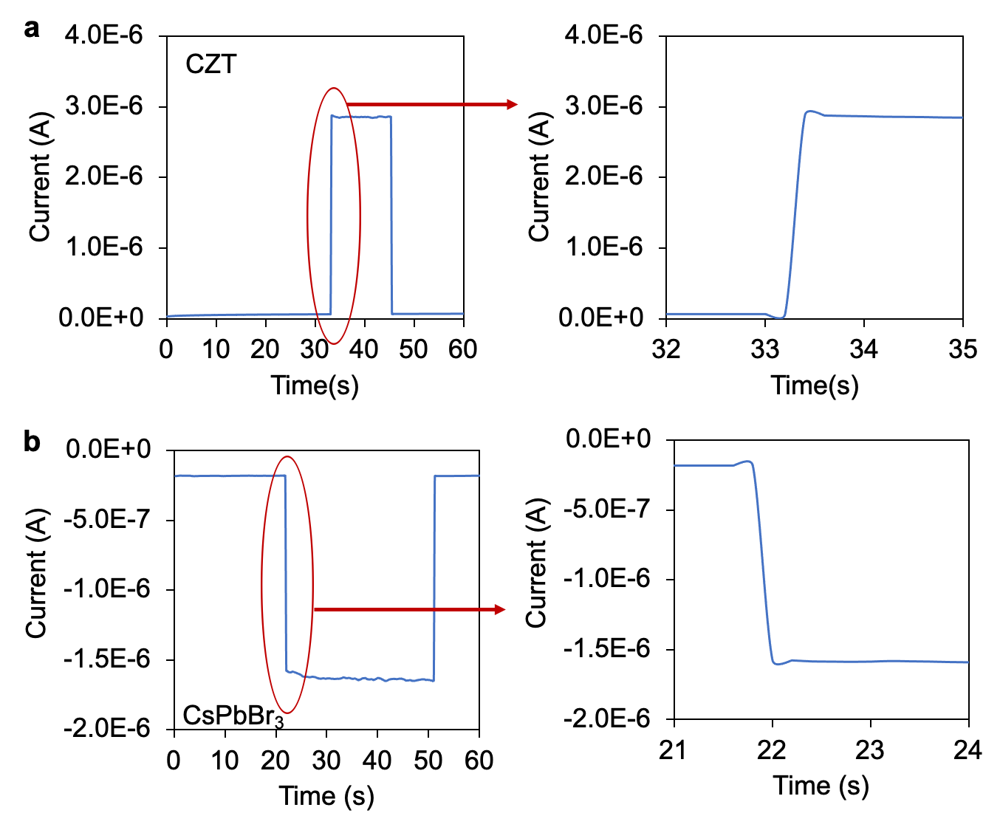 a
4.0E-6
3.0E-6
2.0E-6
1.0E-6
0.0E+0
Current (A)
CZT
0 10 20 30 40 50 60
Time(s)
4.0E-6
3.0E-6
2.0E-6
1.0E-6
0.0E+0
Current (A)
32 33 34 35
Time(s)
b
0.0E+0
-5.0E-7
-1.0E-6
-1.5E-6
-2.0E-6
Current (A)
CsPbBr3
0 10 20 30 40 50 60
Time (s)
0.0E+0
-5.0E-7
-1.0E-6
-1.5E-6
-2.0E-6
Current (A)
21 22 23 24
Time (s)